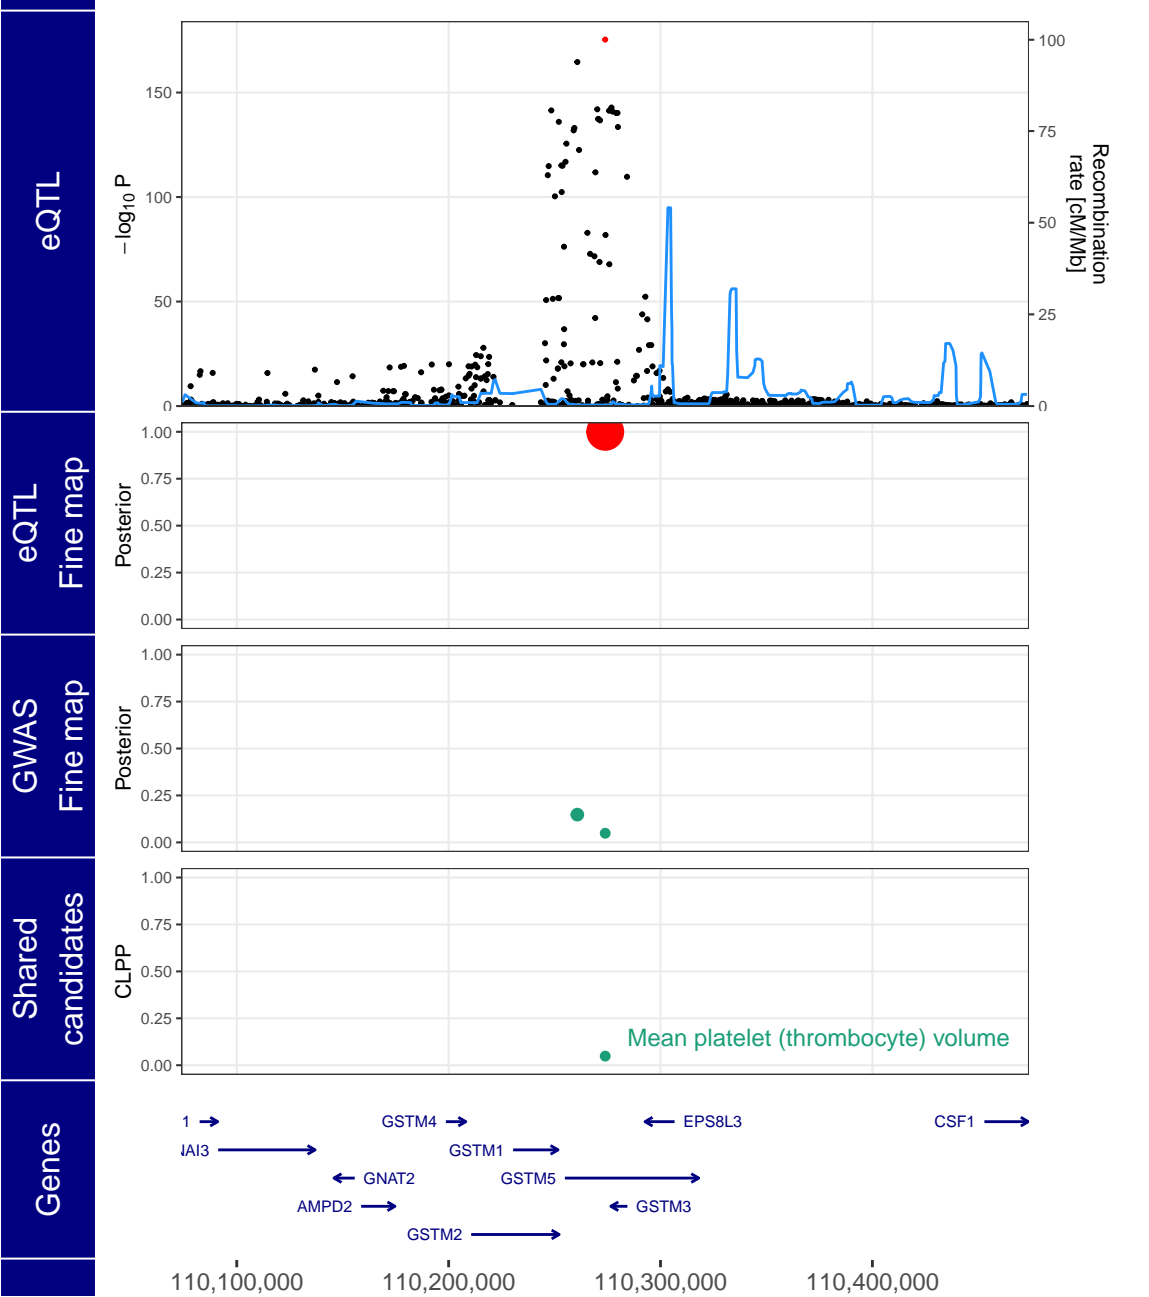 eQTL
−log10 P
150
100
50
0
100
75
50
25
0
Recombination
rate [cM/Mb]
eQTL
Fine map
Posterior
1.00
0.75
0.50
0.25
0.00
GWAS
Fine map
Posterior
1.00
0.75
0.50
0.25
0.00
Shared
candidates
CLPP
1.00
0.75
0.50
0.25
0.00
Mean platelet (thrombocyte) volume
Genes
1
GSTM4
EPS8L3
CSF1
NAI3
GSTM1
GNAT2
GSTM5
AMPD2
GSTM3
GSTM2
110,100,000
110,200,000
110,300,000
110,400,000